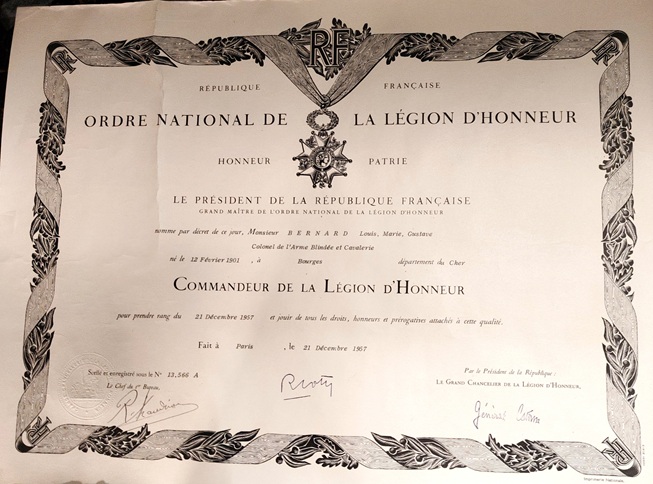 RF
RÉPUBLIQUE FRANÇAISE
ORDRE NATIONAL DE LA LÉGION D'HONNEUR
HONNEUR PATRIE
LE PRÉSIDENT DE LA RÉPUBLIQUE FRANÇAISE
GRAND MAÎTRE DE L'ORDRE NATIONAL DE LA LÉGION D'HONNEUR
nomme par décret de ce jour, Monsieur BERNARD Louis, Marie, Gustave
Colonel de l'Arme Blindée et Cavalerie
né le 12 Février 1901 , à Bourges département du Cher
COMMANDEUR DE LA LÉGION D'HONNEUR
pour prendre rang du 21 Décembre 1957 et jouir de tous les droits, honneurs et prérogatives attachés à cette qualité.
Fait à Paris , le 21 Décembre 1957
Scellé et enregistré sous le N° 13.566 A
Le Chef du 1er Bureau,
Par le Président de la République :
LE GRAND CHANCELIER DE LA LÉGION D'HONNEUR,
Général
Imprimerie Nationale.